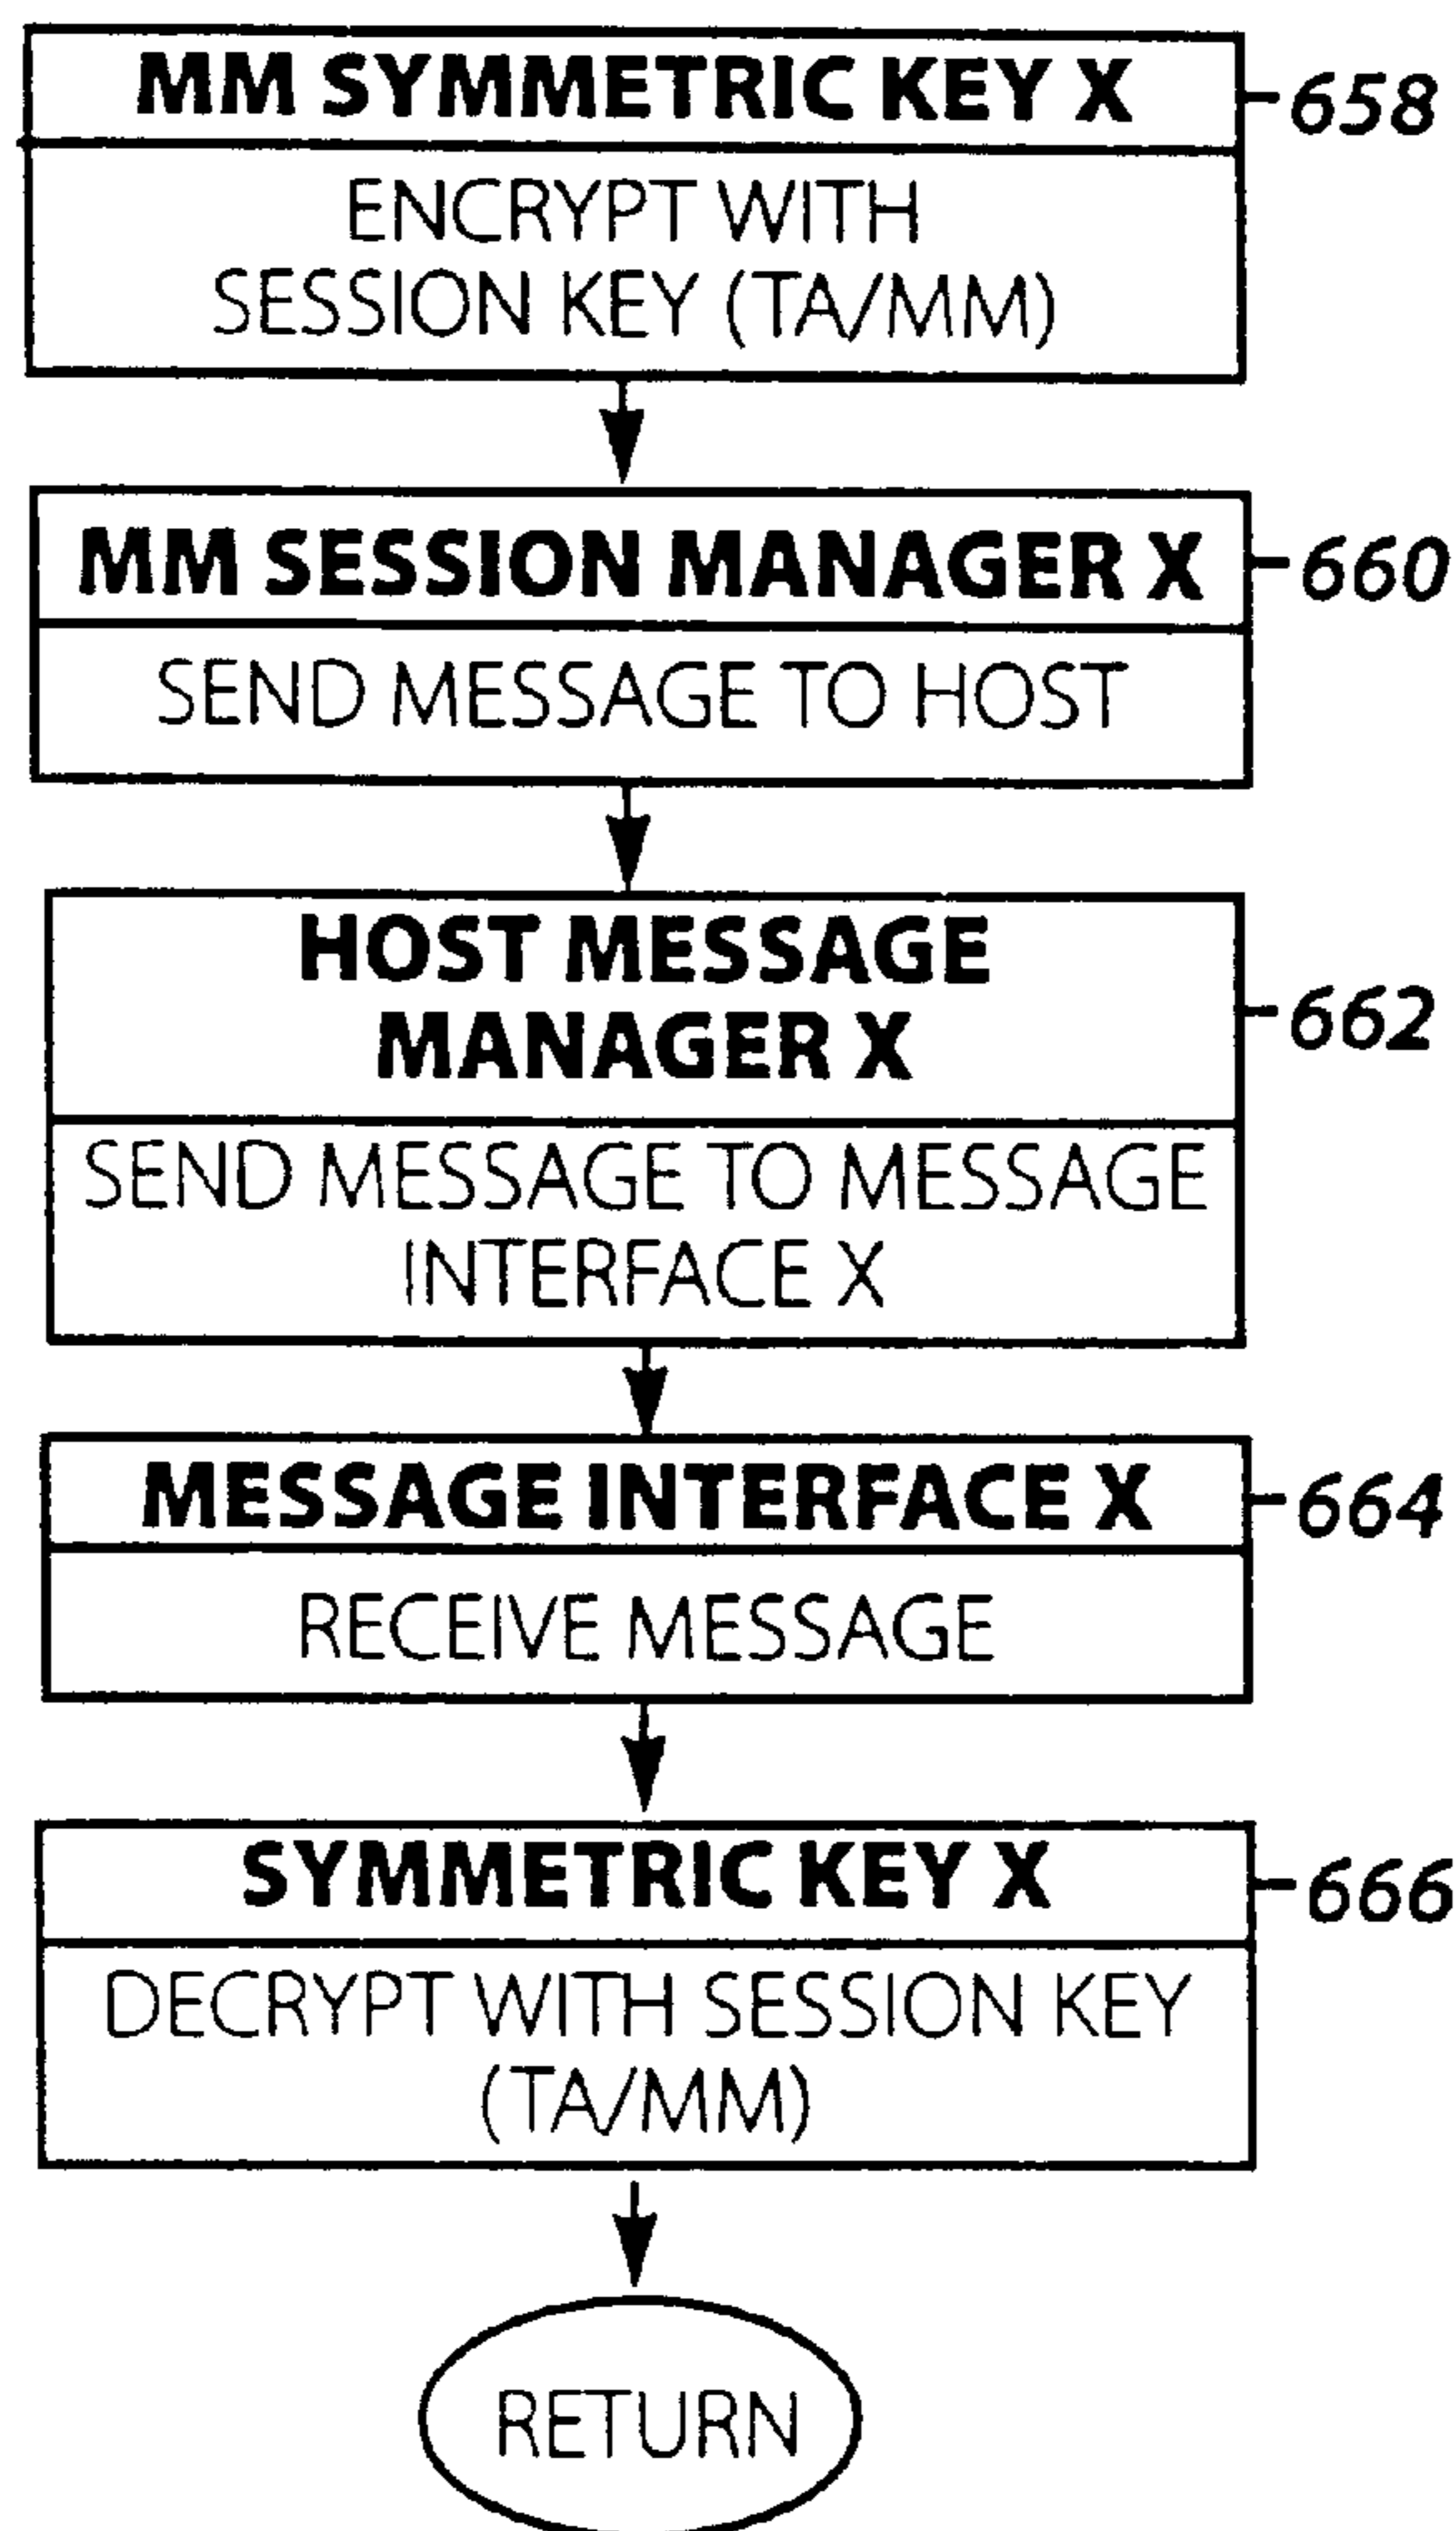 MM SYMMETRIC KEY X
658
ENCRYPT WITH
SESSION KEY (TA/MM)
MM SESSION MANAGER X
660
SEND MESSAGE TO HOST
HOST MESSAGE
MANAGER X
662
SEND MESSAGE TO MESSAGE
INTERFACE X
MESSAGE INTERFACE X
664
RECEIVE MESSAGE
SYMMETRIC KEY X
666
DECRYPT WITH SESSION KEY
(TA/MM)
RETURN